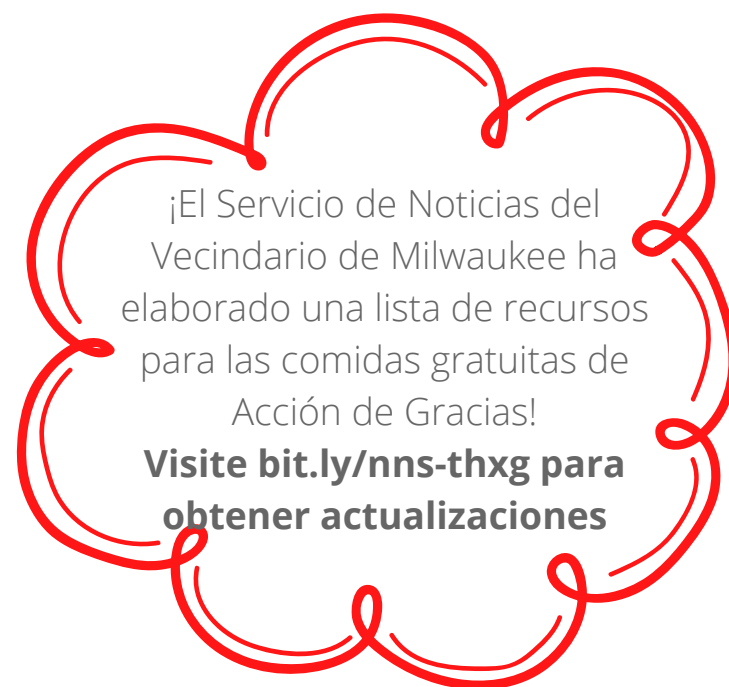 ¡El Servicio de Noticias del
Vecindario de Milwaukee ha
elaborado una lista de recursos
para las comidas gratuitas de
Acción de Gracias!
Visite bit.ly/nns-thxg para
obtener actualizaciones